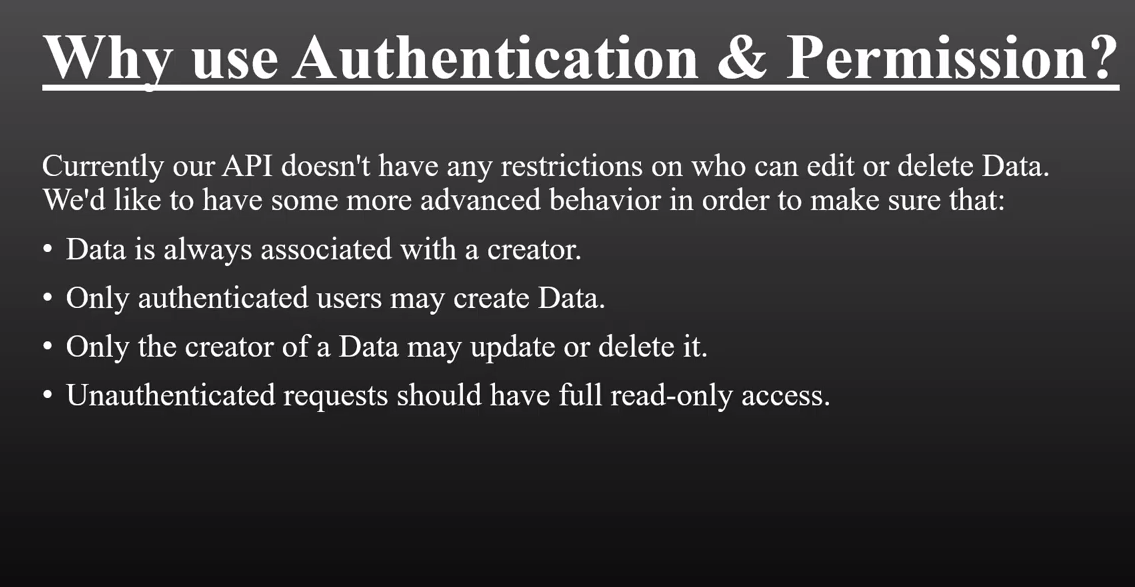 Why use Authentication & Permission?
Currently our API doesn't have any restrictions on who can edit or delete Data.
We'd like to have some more advanced behavior in order to make sure that:
• Data is always associated with a creator.
• Only authenticated users may create Data.
• Only the creator of a Data may update or delete it.
• Unauthenticated requests should have full read-only access.